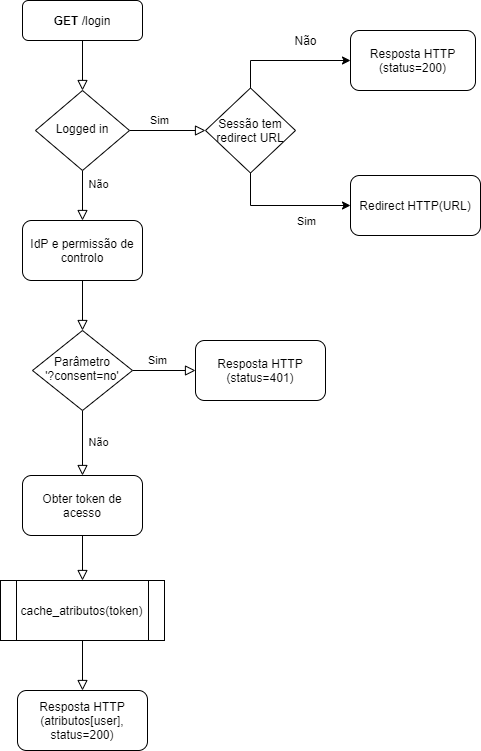 GET /login
Não
Resposta HTTP
(status=200)
Logged in
Sim
Sessão tem
redirect URL
Não
Sim
Redirect HTTP(URL)
IdP e permissão de
controlo
Parâmetro
'?consent=no'
Sim
Resposta HTTP
(status=401)
Não
Obter token de
acesso
cache_atributos(token)
Resposta HTTP
(atributos[user],
status=200)